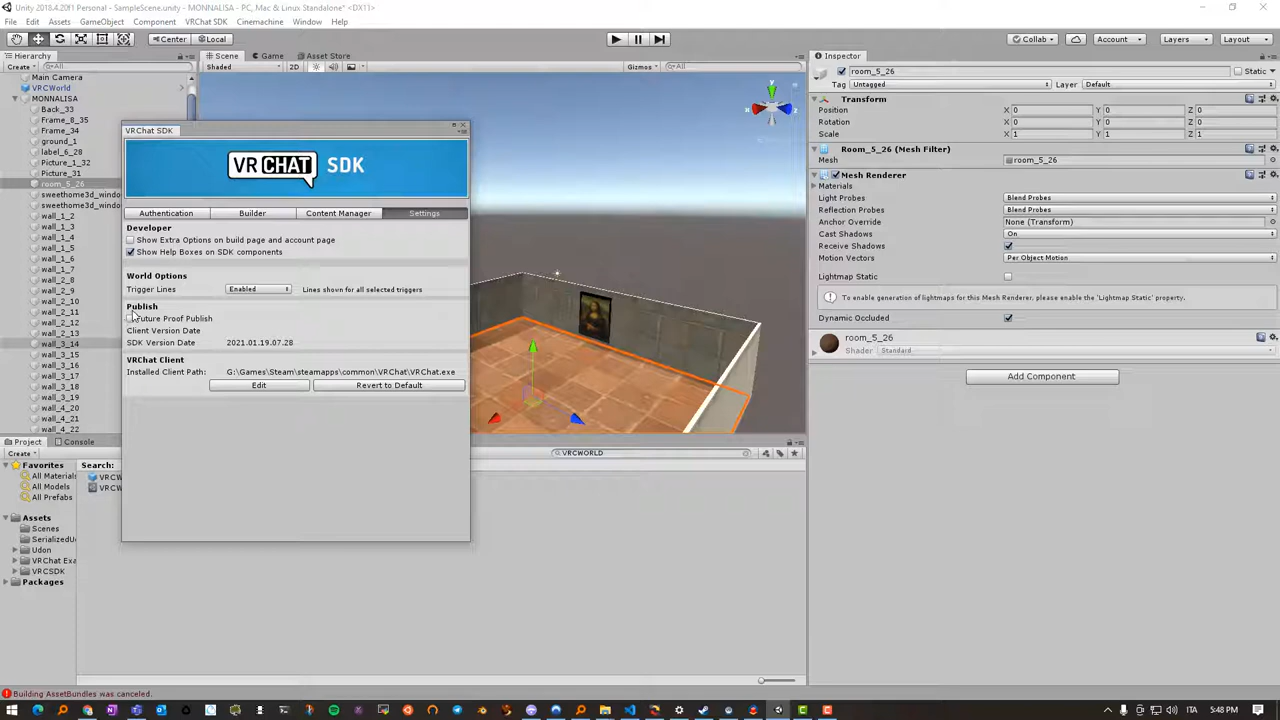 Unity 2018.4.20f1 Personal - SampleScene.unity - MONNALISA - PC, Mac & Linux Standalone* <DX11>
File Edit Assets GameObject Component VRChat SDK Cinemachine Window Help
Center Local Collab Account Layers Layout
Hierarchy
Create All
Main Camera
VRCWorld
MONNALISA
Back_33
Frame_8_35
Frame_34
ground_1
label_6_28
Picture_1_32
Picture_31
room_5_26
sweethome3d_windo
sweethome3d_windo
wall_1_2
wall_1_3
wall_1_4
wall_1_5
wall_1_6
wall_1_7
wall_2_8
wall_2_9
wall_2_10
wall_2_11
wall_2_12
wall_2_13
wall_3_14
wall_3_15
wall_3_16
wall_3_17
wall_3_18
wall_3_19
wall_4_20
wall_4_21
wall_4_22
Scene Game Asset Store
Shaded 2D Gizmos All
VRChat SDK
VR CHAT SDK
Authentication Builder Content Manager Settings
Developer
Show Extra Options on build page and account page
Show Help Boxes on SDK components
World Options
Trigger Lines Enabled Lines shown for all selected triggers
Publish
Future Proof Publish
Client Version Date
SDK Version Date 2021.01.19.07.28
VRChat Client
Installed Client Path: G:\Games\Steam\steamapps\common\VRChat\VRChat.exe
Edit Revert to Default
Inspector
room_5_26 Static
Tag Untagged Layer Default
Transform
Position X 0 Y 0 Z 0
Rotation X 0 Y 0 Z 0
Scale X 1 Y 1 Z 1
Room_5_26 (Mesh Filter)
Mesh room_5_26
Mesh Renderer
Materials
Light Probes Blend Probes
Reflection Probes Blend Probes
Anchor Override None (Transform)
Cast Shadows On
Receive Shadows
Motion Vectors Per Object Motion
Lightmap Static
To enable generation of lightmaps for this Mesh Renderer, please enable the 'Lightmap Static' property.
Dynamic Occluded
room_5_26
Shader Standard
Add Component
Project Console
Create VRCWORLD
Favorites
All Material
All Models
All Prefabs
Assets
Scenes
SerializedU
Udon
VRChat Exa
VRCSDK
Packages
Search:
VRCW
VRCW
Building AssetBundles was canceled.
ITA 5:48 PM